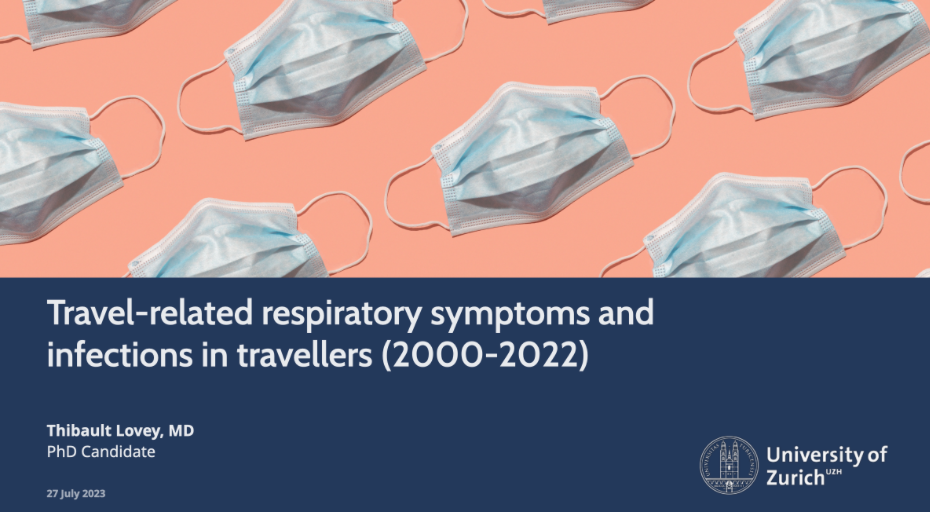 Travel-related respiratory symptoms and
infections in travellers (2000-2022)
Thibault Lovey, MD
PhD Candidate
27 July 2023
University of
Zurich UZH